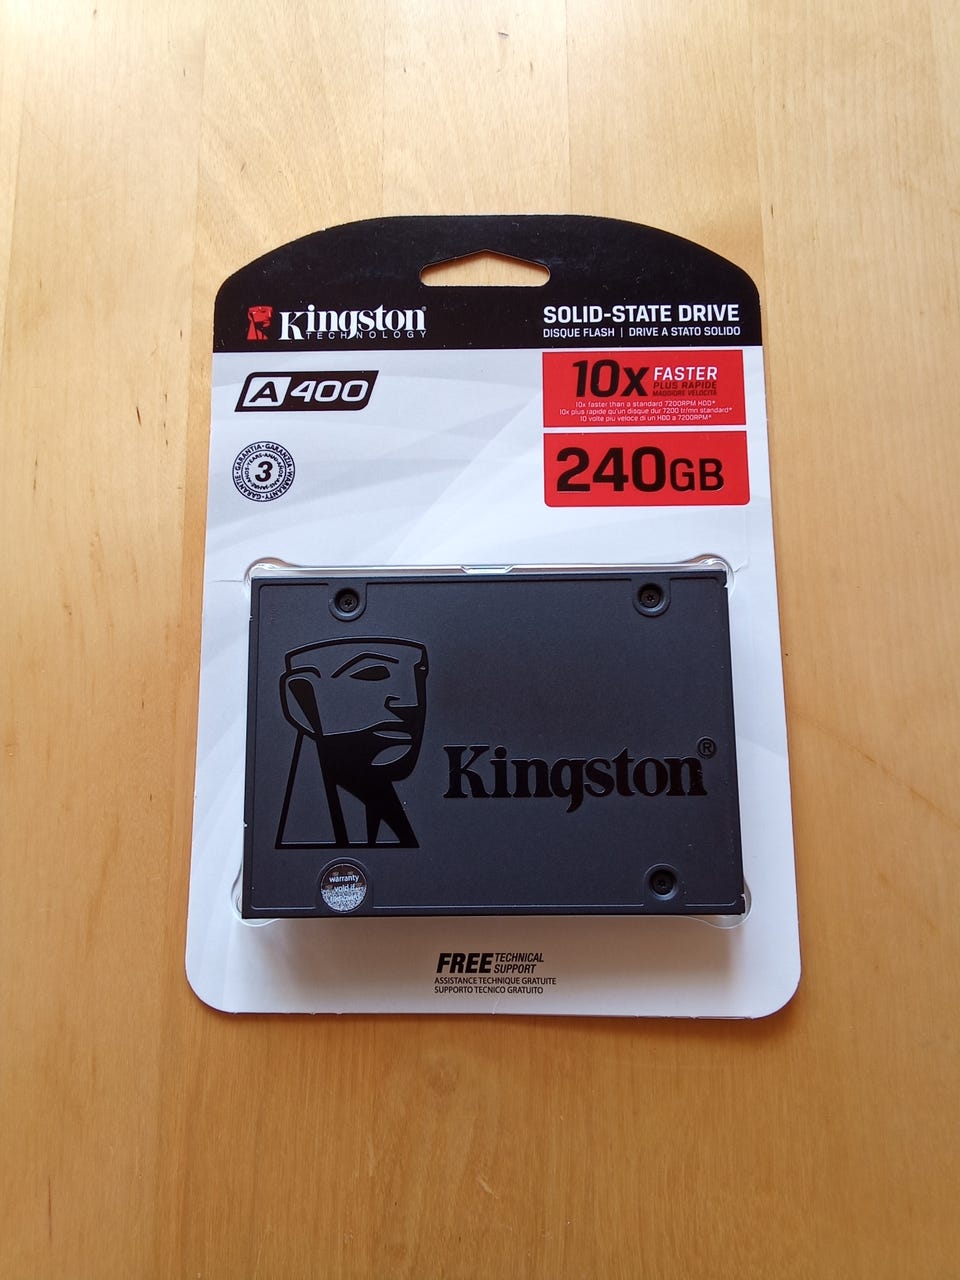 Kingston
TECHNOLOGY
SOLID-STATE DRIVE
DISQUE FLASH | DRIVE A STATO SOLIDO
A400
10x FASTER
PLUS RAPIDE
MAGGIORE VELOCITÀ
10x faster than a standard 7200RPM HDD*
10x plus rapide qu'un disque dur 7200 tr/mn standard*
10 volte più veloce di un HDD a 7200RPM*
3
240GB
Kingston®
warranty
void if
FREE TECHNICAL
SUPPORT
ASSISTANCE TECHNIQUE GRATUITE
SUPPORTO TECNICO GRATUITO